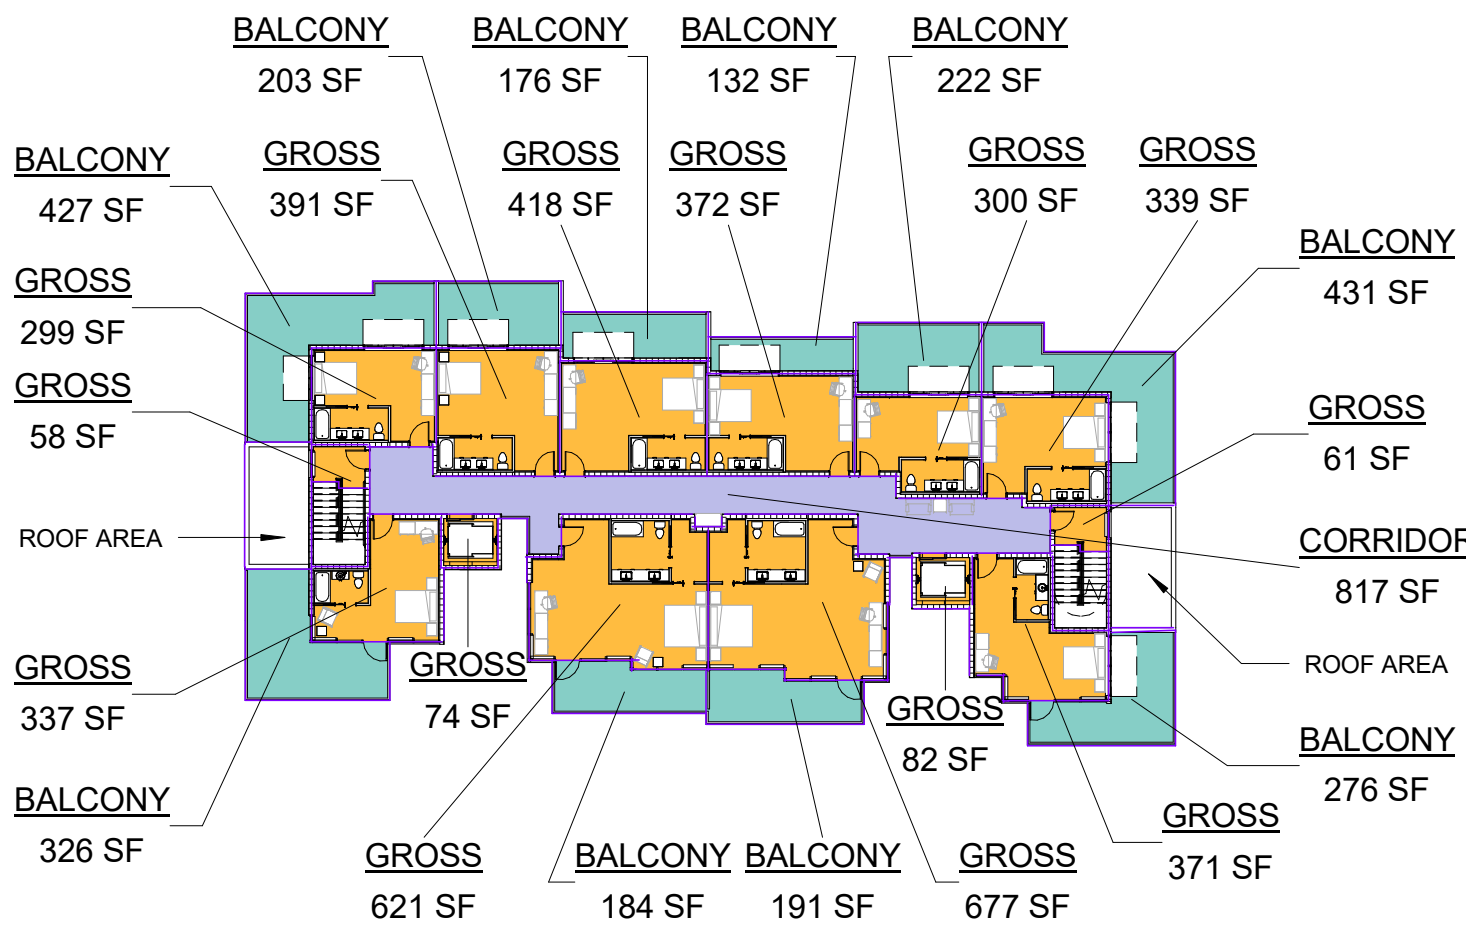 BALCONY
203 SF
BALCONY
176 SF
BALCONY
132 SF
BALCONY
222 SF
BALCONY
427 SF
GROSS
391 SF
GROSS
418 SF
GROSS
372 SF
GROSS
300 SF
GROSS
339 SF
BALCONY
431 SF
GROSS
299 SF
GROSS
58 SF
GROSS
61 SF
ROOF AREA
CORRIDOR
817 SF
ROOF AREA
GROSS
337 SF
GROSS
74 SF
GROSS
82 SF
BALCONY
276 SF
BALCONY
326 SF
GROSS
371 SF
GROSS
621 SF
BALCONY
184 SF
BALCONY
191 SF
GROSS
677 SF